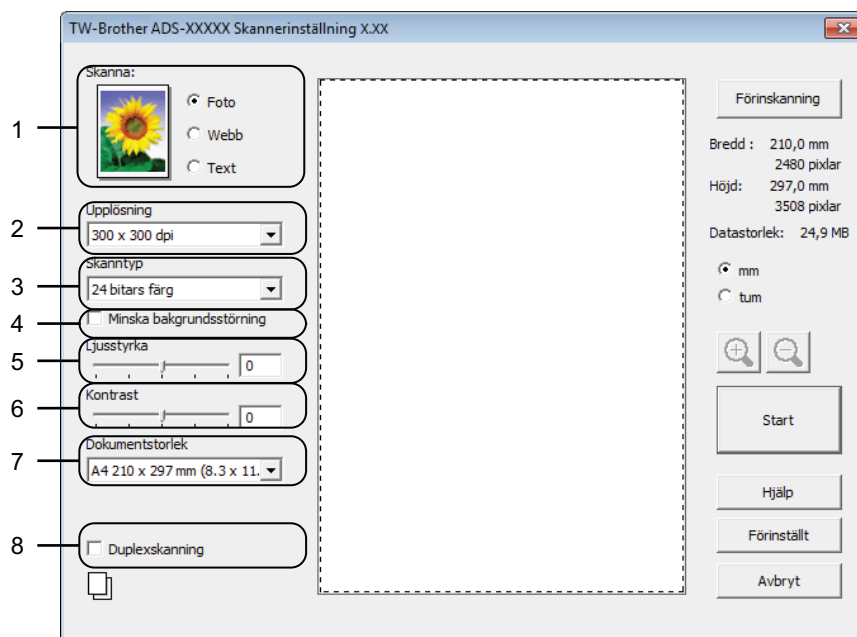 TW-Brother ADS-XXXXX Skannerinställning X.XX
1
Skanna:
Foto
Webb
Text
2
Upplösning
300 x 300 dpi
3
Skanntyp
24 bitars färg
4
Minska bakgrundsstörning
5
Ljusstyrka
0
6
Kontrast
0
7
Dokumentstorlek
A4 210 x 297 mm (8.3 x 11.
8
Duplexskanning
Förinskanning
Bredd : 210,0 mm
2480 pixlar
Höjd: 297,0 mm
3508 pixlar
Datastorlek: 24,9 MB
mm
tum
Start
Hjälp
Förinställt
Avbryt